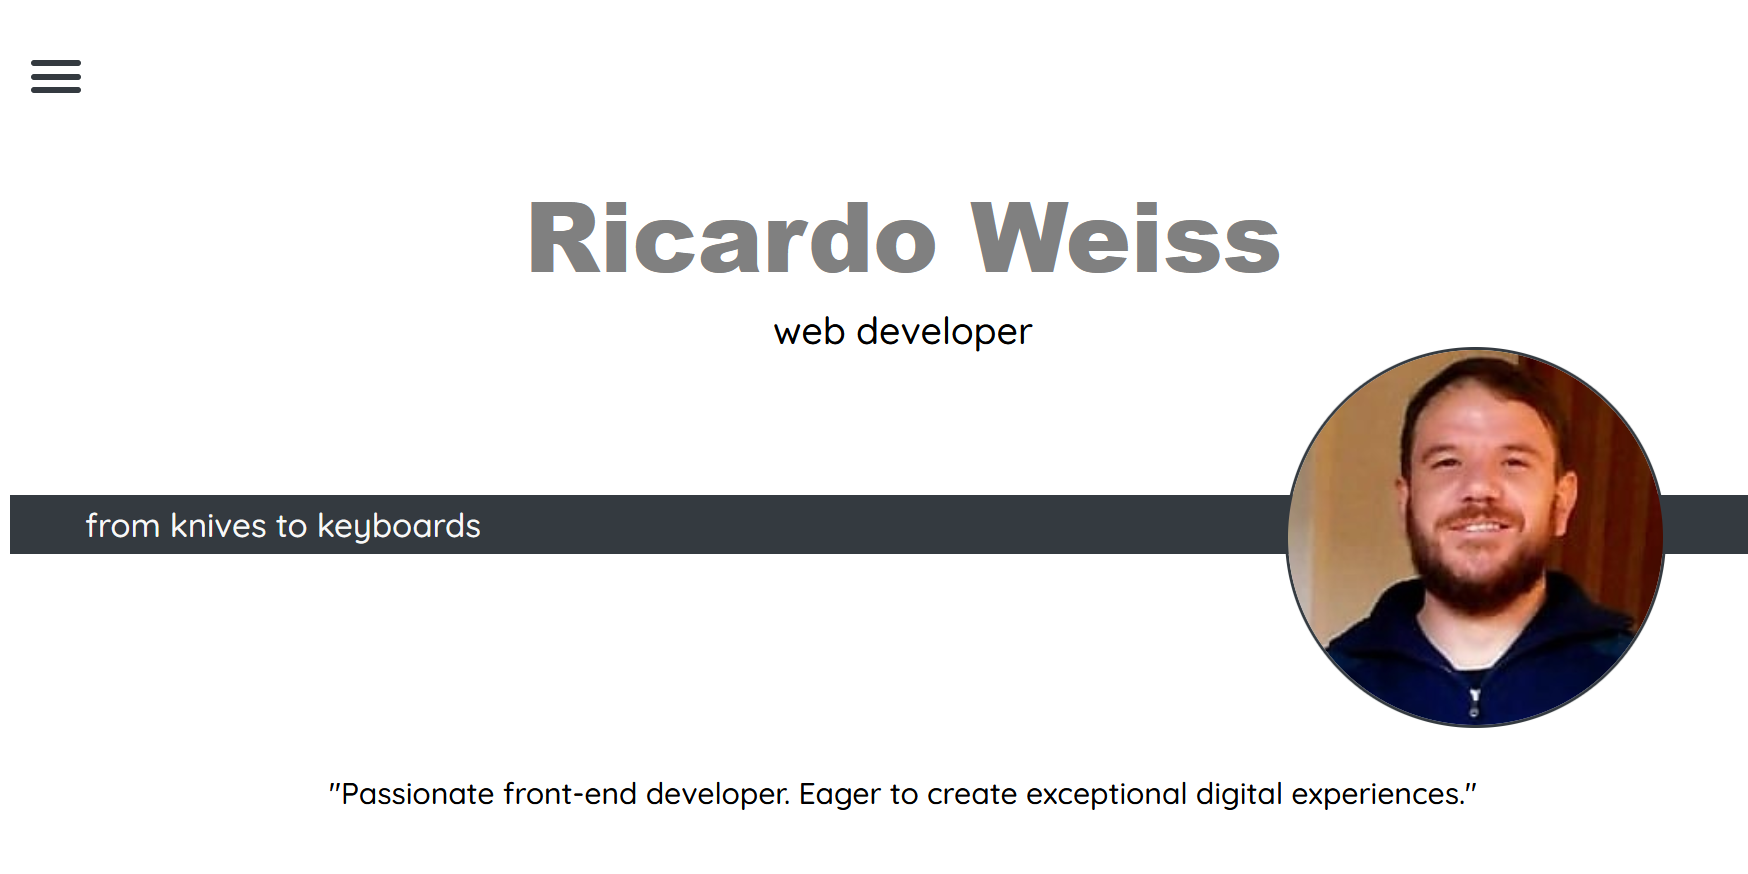 Ricardo Weiss
web developer
from knives to keyboards
"Passionate front-end developer. Eager to create exceptional digital experiences."